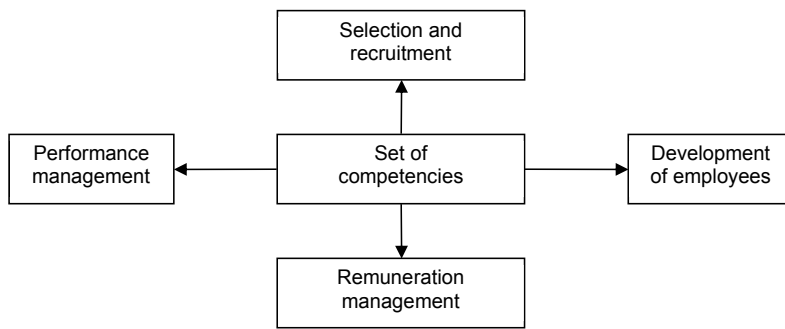 Selection and
recruitment
Performance
management
Set of
competencies
Development
of employees
Remuneration
management